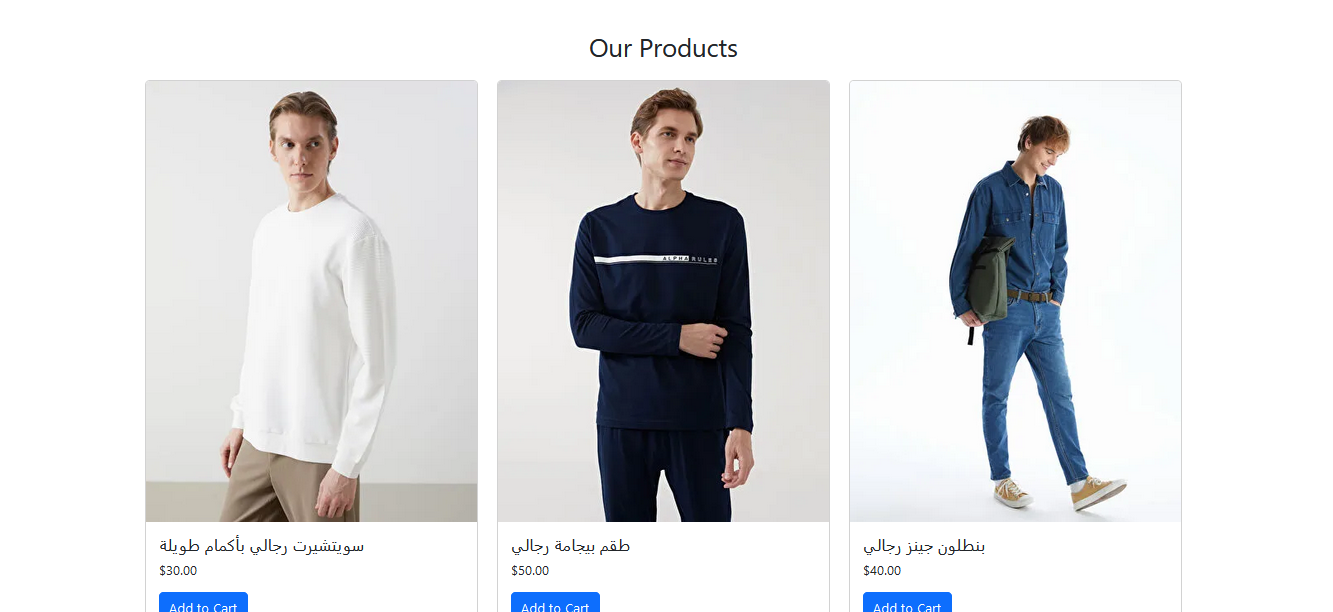 Our Products
ALPHA RULES
سويتشيرت رجالي بأكمام طويلة
$30.00
Add to Cart
طقم بيجامة رجالي
$50.00
Add to Cart
بنطلون جينز رجالي
$40.00
Add to Cart